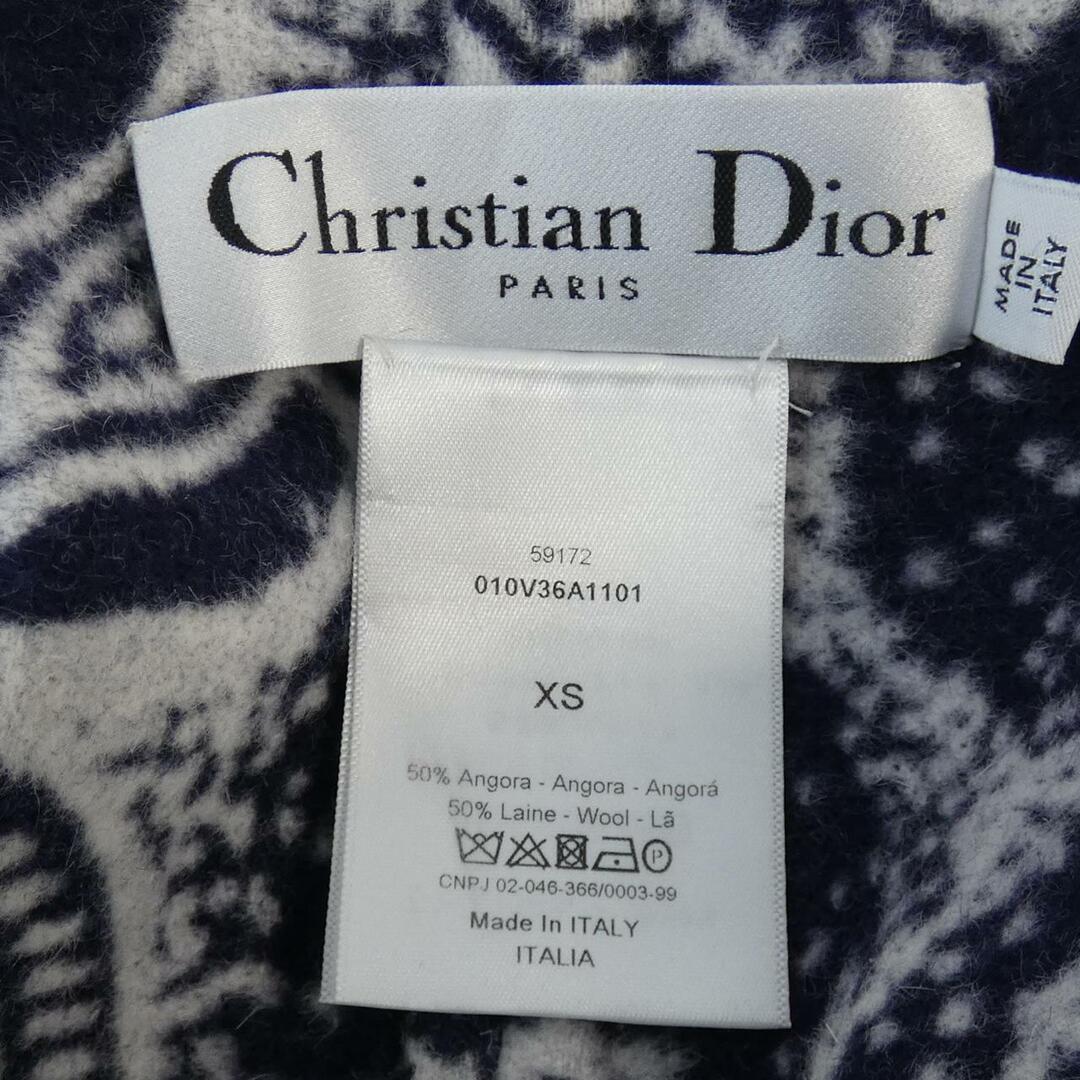 Christian Dior
PARIS
MADE
IN
ITALY
59172
010V36A1101
XS
50% Angora - Angora - Angorá
50% Laine - Wool - Lã
P
CNPJ 02-046-366/0003-99
Made In ITALY
ITALIA